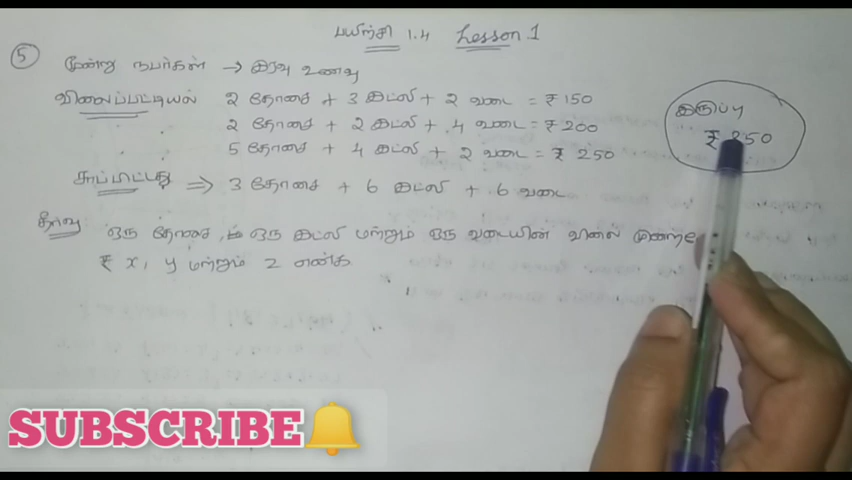 பயிற்சி 1.4 Lesson 1
5 மூன்று நபர்கள் → இரவு உணவு
விலைப்பட்டியல் 2 தோசை + 3 இட்லி + 2 வடை = ₹ 150
" " 2 தோசை + 2 இட்லி + 4 வடை = ₹ 200
" " 5 தோசை + 4 இட்லி + 2 வடை = ₹ 250
இருப்பு
₹ 350
சாப்பிட்டது ⇒ 3 தோசை + 6 இட்லி + 6 வடை
தீர்வு: ஒரு தோசை, ஒரு இட்லி மற்றும் ஒரு வடையின் விலை முறையே
₹ x, y மற்றும் z என்க
SUBSCRIBE